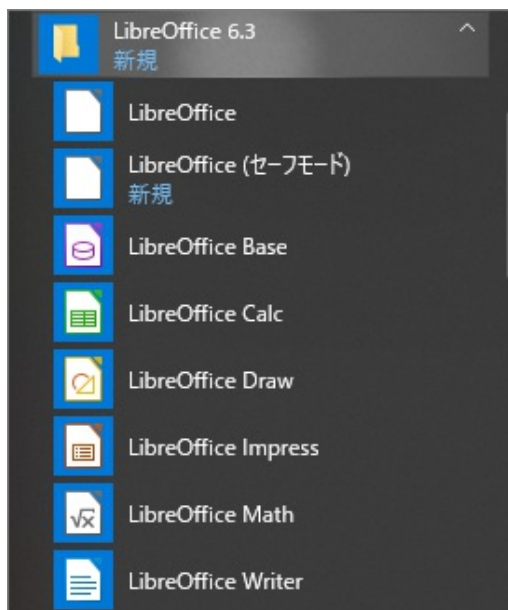 LibreOffice 6.3
新規
LibreOffice
LibreOffice (セーフモード)
新規
LibreOffice Base
LibreOffice Calc
LibreOffice Draw
LibreOffice Impress
LibreOffice Math
LibreOffice Writer